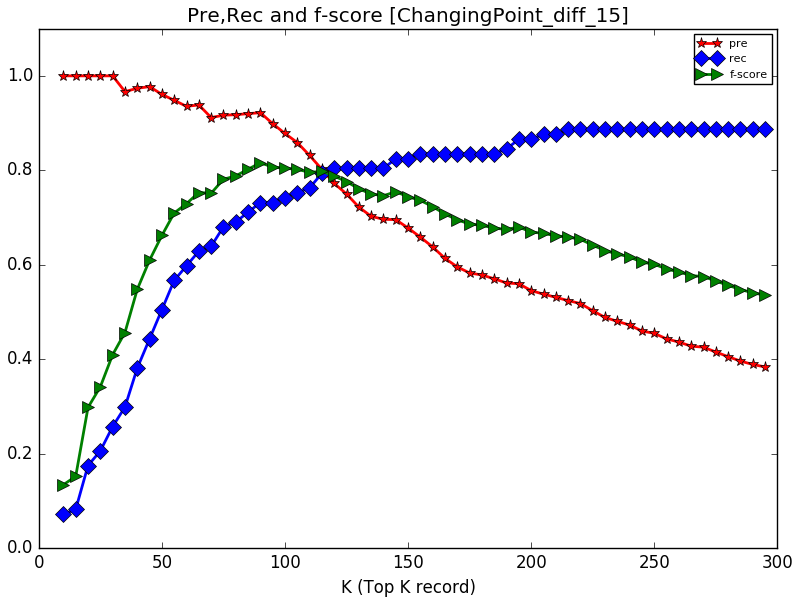 Pre,Rec and f-score [ChangingPoint_diff_15]
pre
rec
f-score
1.0
0.8
0.6
0.4
0.2
0.0
0 50 100 150 200 250 300
K (Top K record)